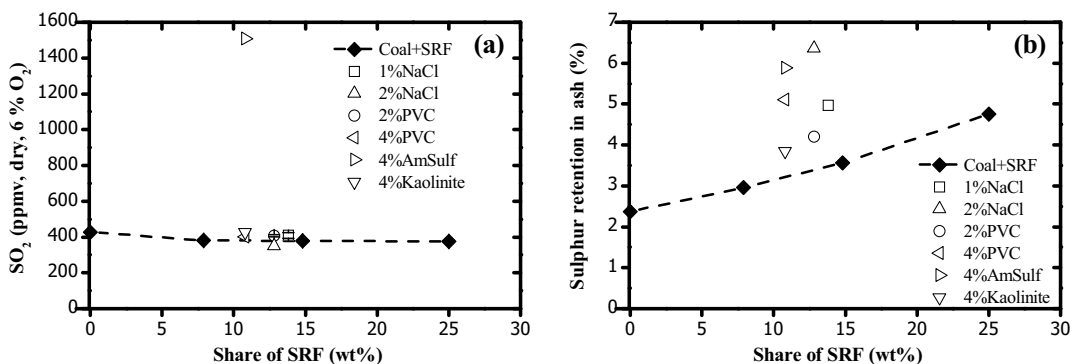 (a)
SO2 (ppmv, dry, 6 % O2)
1600
1400
1200
1000
800
600
400
200
0
Coal+SRF
1%NaCl
2%NaCl
2%PVC
4%PVC
4%AmSulf
4%Kaolinite
0 5 10 15 20 25 30
Share of SRF (wt%)
(b)
Sulphur retention in ash (%)
7
6
5
4
3
2
1
0
Coal+SRF
1%NaCl
2%NaCl
2%PVC
4%PVC
4%AmSulf
4%Kaolinite
0 5 10 15 20 25 30
Share of SRF (wt%)